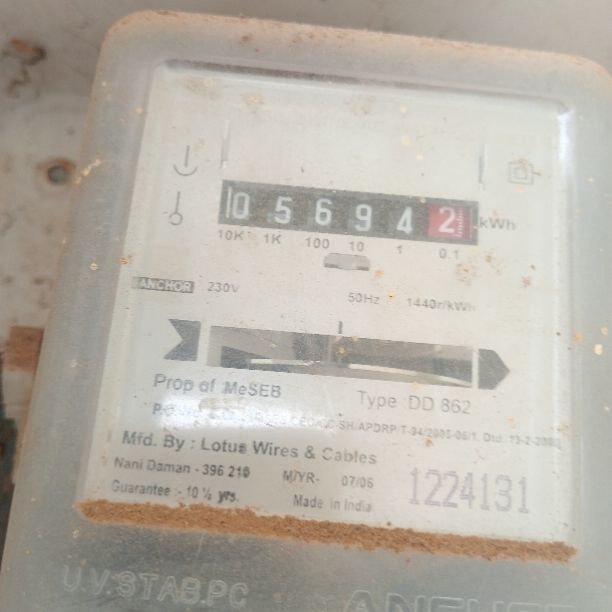 0 5 6 9 4 2 kWh
10K 1K 100 10 1 0.1
ANCHOR 230V 50Hz 1440r/kWh
Prop of MeSEB Type DD 862
Mfd. By : Lotus Wires & Cables
Nani Daman - 396 210 M/YR- 07/06 1224131
Guarantee :- 10 ½ yrs. Made in India
U.V.STAB.PC